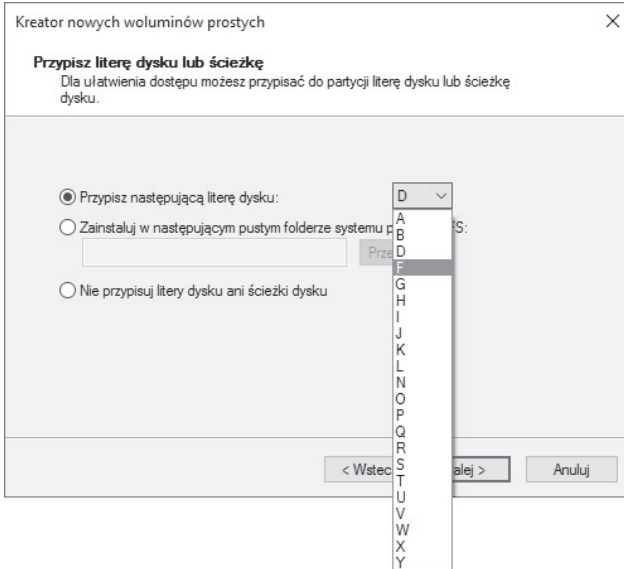 Kreator nowych woluminów prostych
Przypisz literę dysku lub ścieżkę
Dla ułatwienia dostępu możesz przypisać do partycji literę dysku lub ścieżkę
dysku.
Przypisz następującą literę dysku: D
Zainstaluj w następującym pustym folderze systemu p S:
Prze
Nie przypisuj litery dysku ani ścieżki dysku
A
B
D
F
G
H
I
J
K
L
N
O
P
Q
R
S
T
U
V
W
X
Y
< Wstec alej > Anuluj